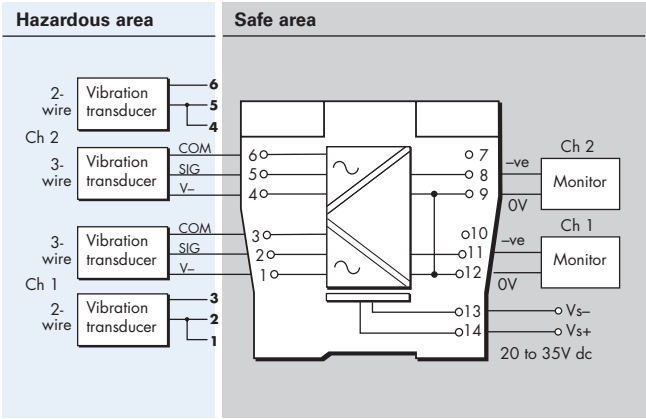 Hazardous area
Safe area
2-
wire
Vibration
transducer
6
5
4
Ch 2
3-
wire
Vibration
transducer
COM
SIG
V–
6
5
4
3-
wire
Vibration
transducer
COM
SIG
V–
3
2
1
Ch 1
2-
wire
Vibration
transducer
3
2
1
7
8
9
10
11
12
13
14
–ve
0V
Ch 2
Monitor
–ve
0V
Ch 1
Monitor
Vs–
Vs+
20 to 35V dc